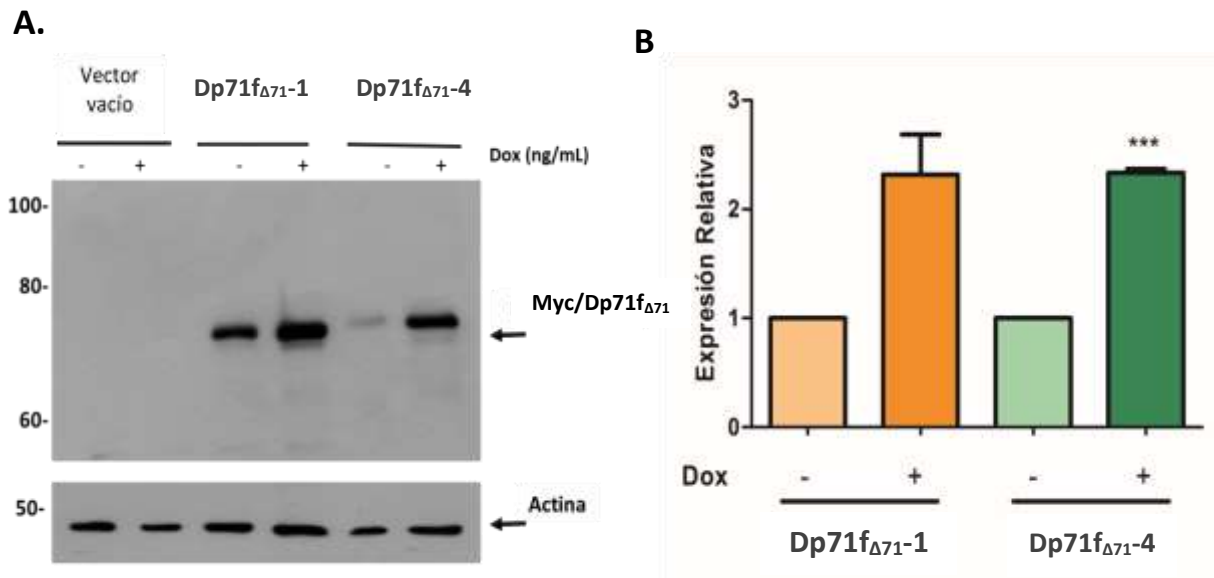 A.
Vector
vacio
Dp71fΔ71-1
Dp71fΔ71-4
- + - + - +
Dox (ng/mL)
100-
80-
Myc/Dp71fΔ71
60-
50-
Actina
B
3
2
1
0
Expresión Relativa
***
Dox - + - +
Dp71fΔ71-1
Dp71fΔ71-4